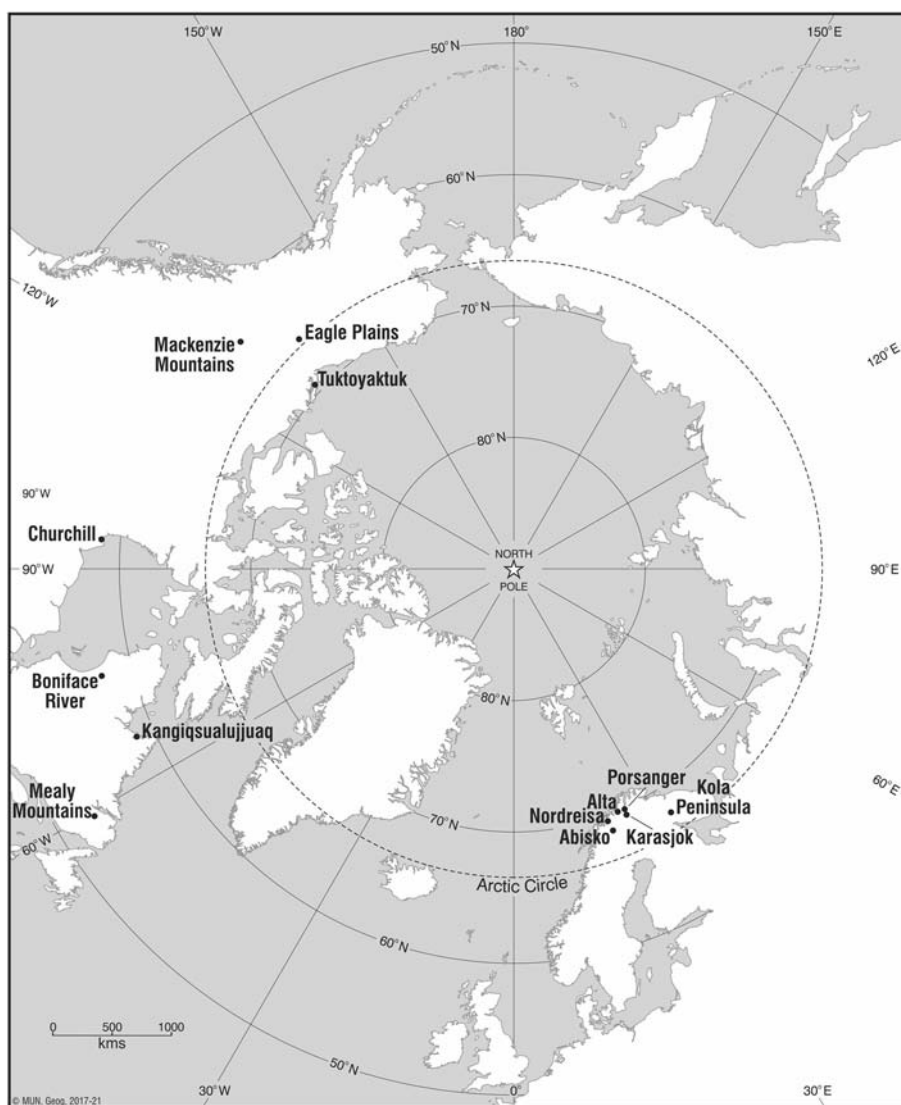 150°W
180°
150°E
50°N
60°N
120°W
70°N
Eagle Plains
Mackenzie
Mountains
120°E
Tuktoyaktuk
80°N
90°W
Churchill
NORTH
POLE
90°W
90°E
Boniface
River
80°N
Kangiqsualujjuaq
Porsanger
60°E
Mealy
Mountains
Alta
Kola
Peninsula
Nordreisa
70°N
Abisko
Karasjok
60°W
Arctic Circle
60°N
0 500 1000
kms
50°N
© MUN. Geog. 2017-21
30°W
0°
30°E